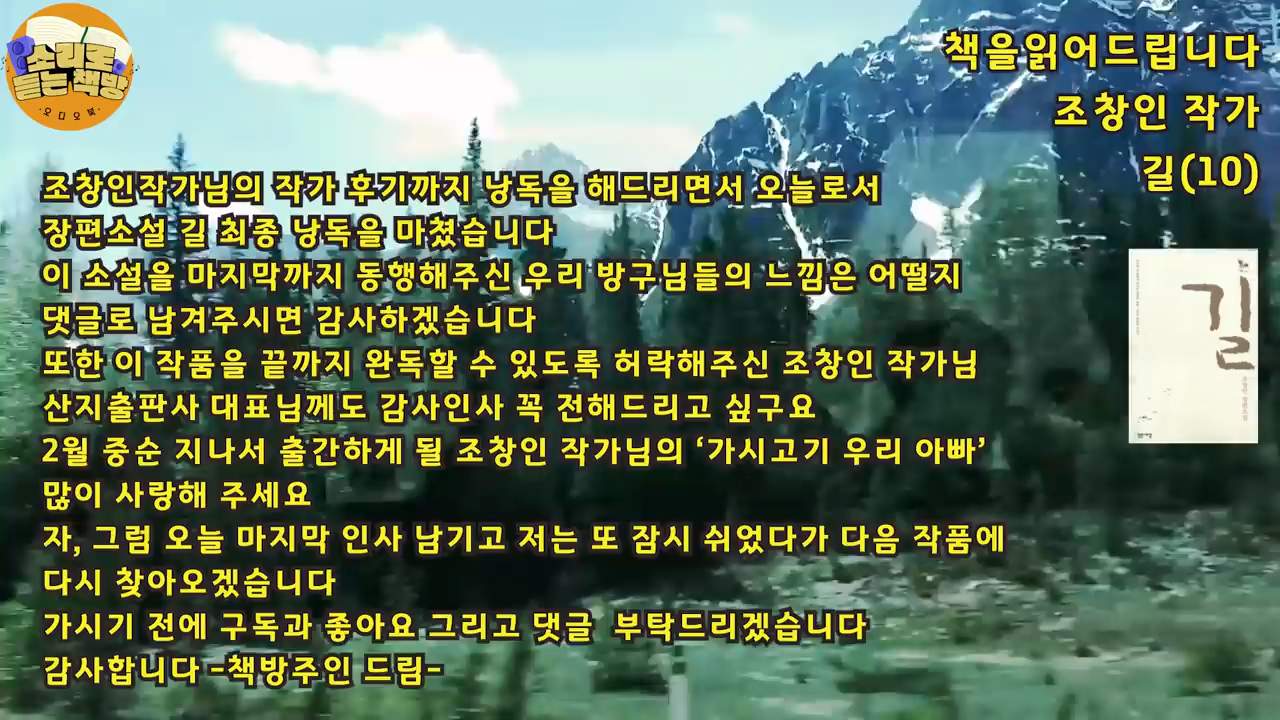 소리로
듣는 책방
·오디오북·
책을읽어드립니다
조창인 작가
길(10)
조창인작가님의 작가 후기까지 낭독을 해드리면서 오늘로서
장편소설 길 최종 낭독을 마쳤습니다
이 소설을 마지막까지 동행해주신 우리 방구님들의 느낌은 어떨지
댓글로 남겨주시면 감사하겠습니다
또한 이 작품을 끝까지 완독할 수 있도록 허락해주신 조창인 작가님
산지출판사 대표님께도 감사인사 꼭 전해드리고 싶구요
2월 중순 지나서 출간하게 될 조창인 작가님의 ‘가시고기 우리 아빠’
많이 사랑해 주세요
자, 그럼 오늘 마지막 인사 남기고 저는 또 잠시 쉬었다가 다음 작품에
다시 찾아오겠습니다
가시기 전에 구독과 좋아요 그리고 댓글  부탁드리겠습니다
감사합니다 -책방주인 드림-
길